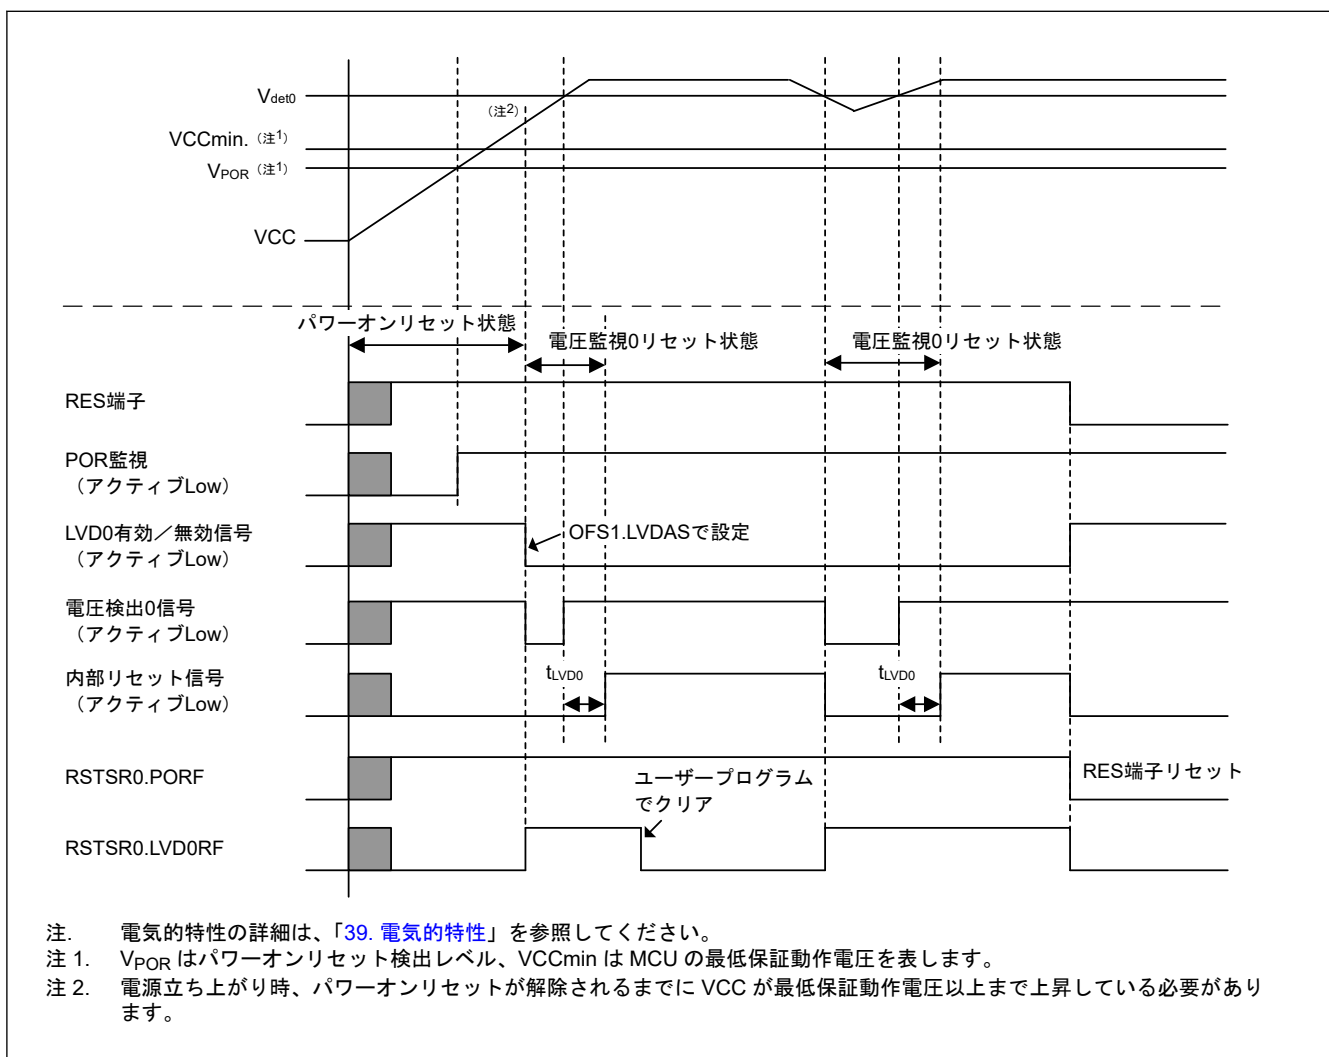 Vdet0
(注2)
VCCmin.(注1)
VPOR(注1)
VCC
パワーオンリセット状態
電圧監視0リセット状態
電圧監視0リセット状態
RES端子
POR監視
(アクティブLow)
LVD0有効/無効信号
(アクティブLow)
OFS1.LVDASで設定
電圧検出0信号
(アクティブLow)
内部リセット信号
(アクティブLow)
tLVD0
tLVD0
RSTSR0.PORF
ユーザープログラム
でクリア
RES端子リセット
RSTSR0.LVD0RF
注. 電気的特性の詳細は、「39. 電気的特性」を参照してください。
注 1. VPOR はパワーオンリセット検出レベル、VCCmin は MCU の最低保証動作電圧を表します。
注 2. 電源立ち上がり時、パワーオンリセットが解除されるまでに VCC が最低保証動作電圧以上まで上昇している必要があり
ます。